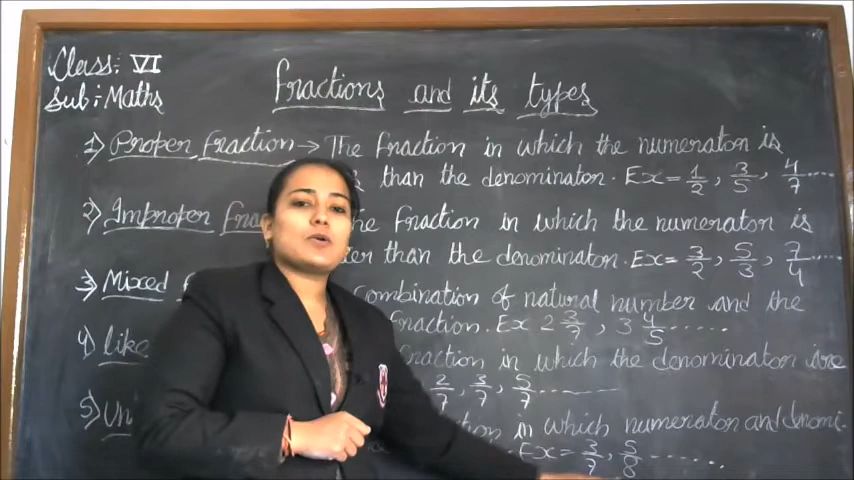 Class:- VI
Sub:- Maths
Fractions and its types
1) Proper fraction → The fraction in which the numerator is
than the denominator. Ex= 1/2, 3/5, 4/7.....
2) Improper The fraction in which the numerator is
than the denominator. Ex= 3/2, 5/3, 7/4.....
3) Mixed Combination of natural number and the
fraction. Ex 2 3/7, 3 4/5.......
4) like fraction in which the denominator are
2/7, 3/7, 5/7
5) in which numerator and denomi-
Ex= 3/7, 5/8......